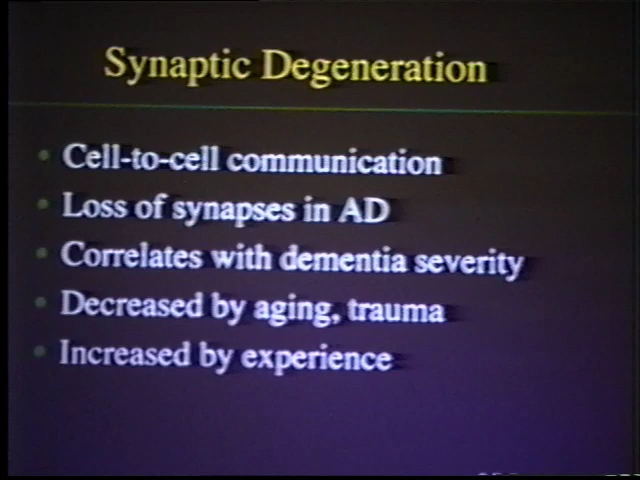 Synaptic Degeneration
• Cell-to-cell communication
• Loss of synapses in AD
• Correlates with dementia severity
• Decreased by aging, trauma
• Increased by experience